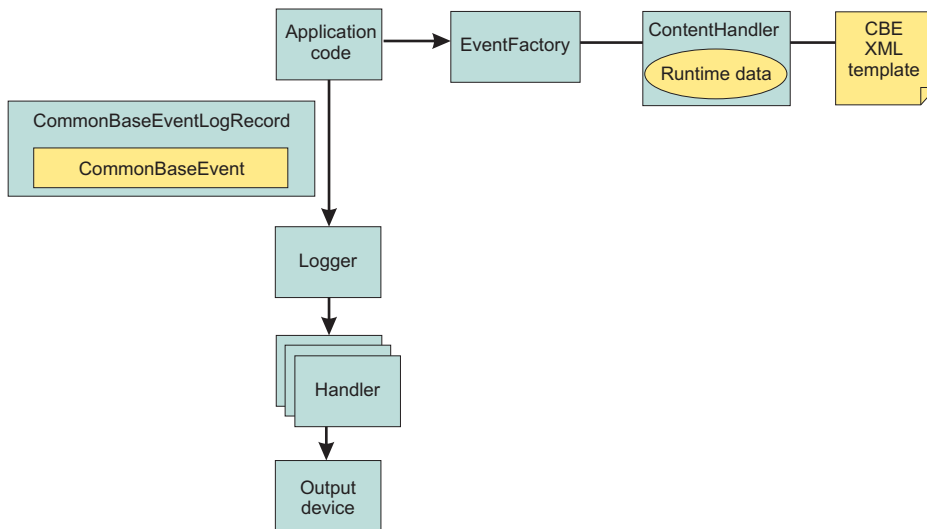 Application
code
EventFactory
ContentHandler
Runtime data
CBE
XML
template
CommonBaseEventLogRecord
CommonBaseEvent
Logger
Handler
Output
device